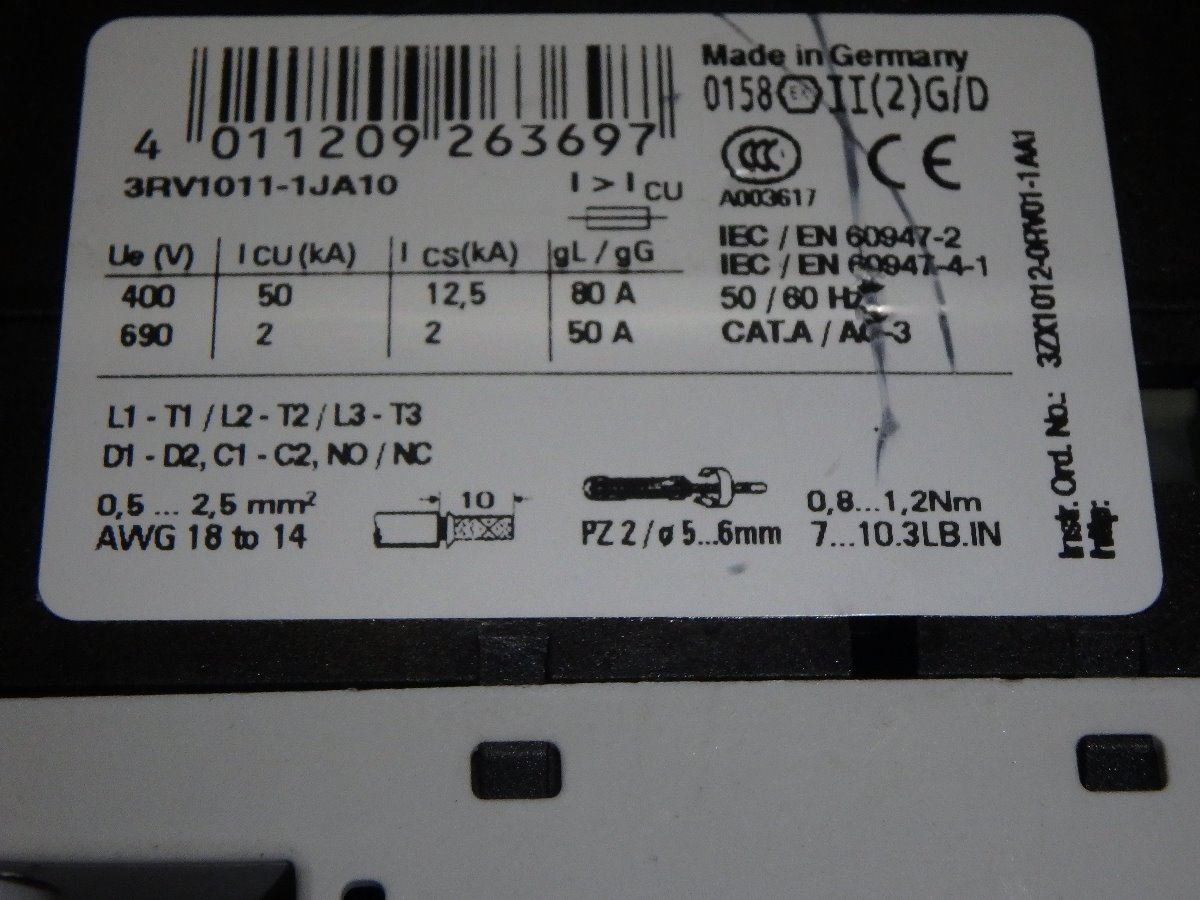 4 011209 263697
3RV1011-1JA10
I > I CU
Ue (V) I CU (kA) I CS(kA) gL / gG
400 50 12,5 80 A
690 2 2 50 A
Made in Germany
0158 Ex II(2)G/D
CCC CE
A003617
IEC / EN 60947-2
IEC / EN 60947-4-1
50 / 60 Hz
CAT.A / AC-3
L1 - T1 / L2 - T2 / L3 - T3
D1 - D2, C1 - C2, NO / NC
0,5 ... 2,5 mm²
AWG 18 to 14
10
PZ 2 / ø 5...6mm
0,8...1,2Nm
7...10.3LB.IN
Instr. Ord. No.: 3ZX1012-0RV01-1AA1
http: